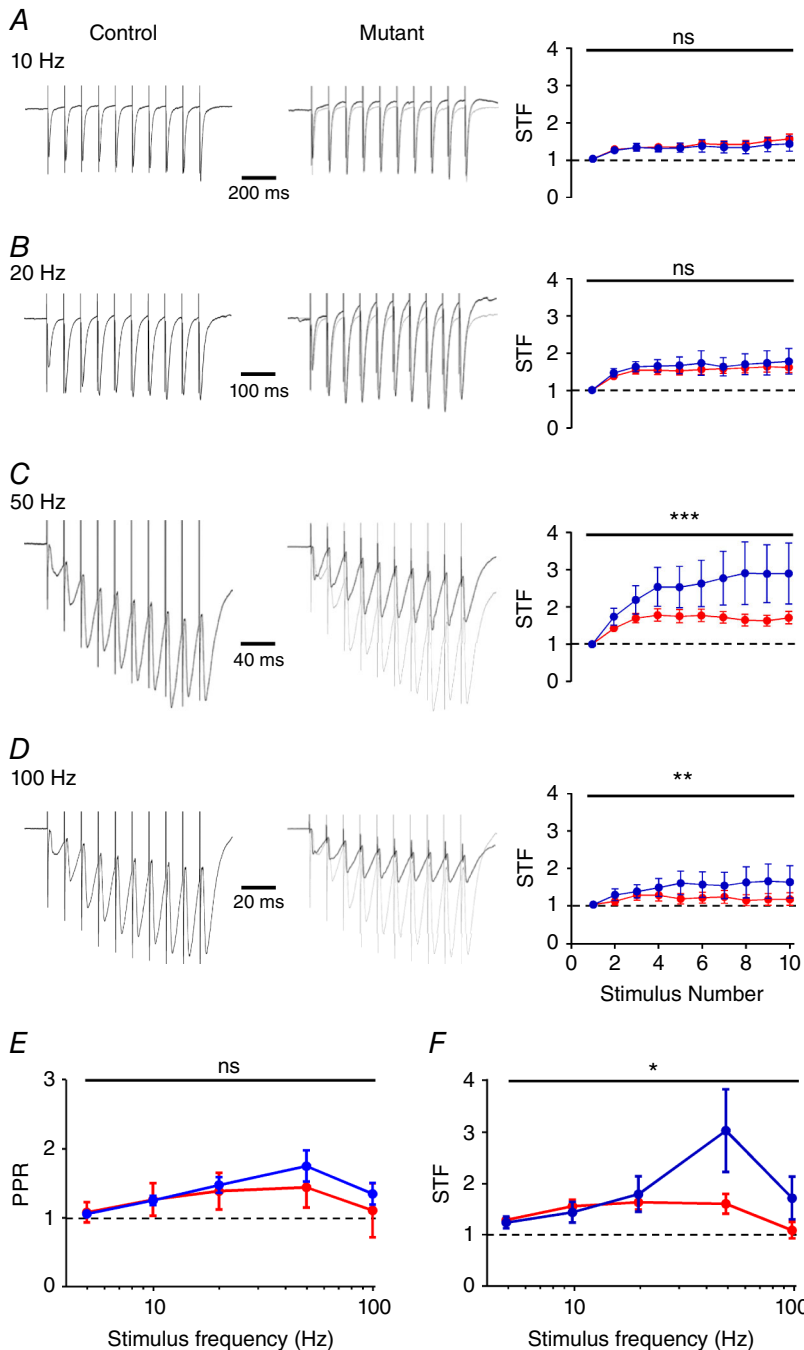 A
Control
Mutant
10 Hz
200 ms
ns
STF
4
3
2
1
0
B
20 Hz
100 ms
ns
STF
4
3
2
1
0
C
50 Hz
40 ms
***
STF
4
3
2
1
0
D
100 Hz
20 ms
**
STF
4
3
2
1
0
0 2 4 6 8 10
Stimulus Number
E
ns
PPR
3
2
1
0
10 100
Stimulus frequency (Hz)
F
*
STF
4
3
2
1
0
10 100
Stimulus frequency (Hz)